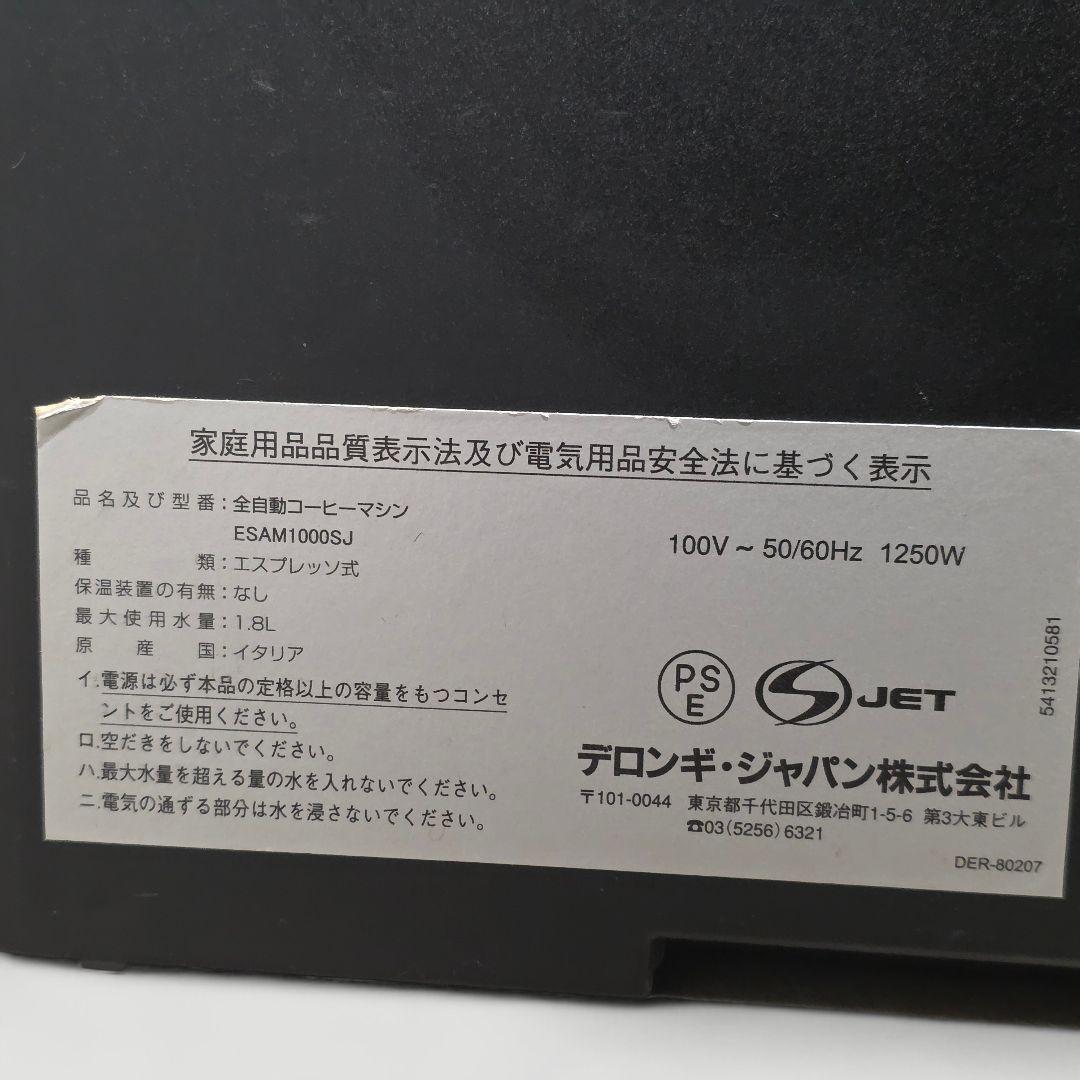 家庭用品品質表示法及び電気用品安全法に基づく表示
品名及び型番：全自動コーヒーマシン
ESAM1000SJ
種類：エスプレッソ式
保温装置の有無：なし
最大使用水量：1.8L
原産国：イタリア
イ.電源は必ず本品の定格以上の容量をもつコンセ
ントをご使用ください。
ロ.空だきをしないでください。
ハ.最大水量を超える量の水を入れないでください。
ニ.電気の通ずる部分は水を浸さないでください。
100V ~ 50/60Hz 1250W
PSE
S JET
デロンギ・ジャパン株式会社
〒101-0044 東京都千代田区鍛冶町1-5-6 第3大東ビル
☎03(5256)6321
DER-80207
5413210581